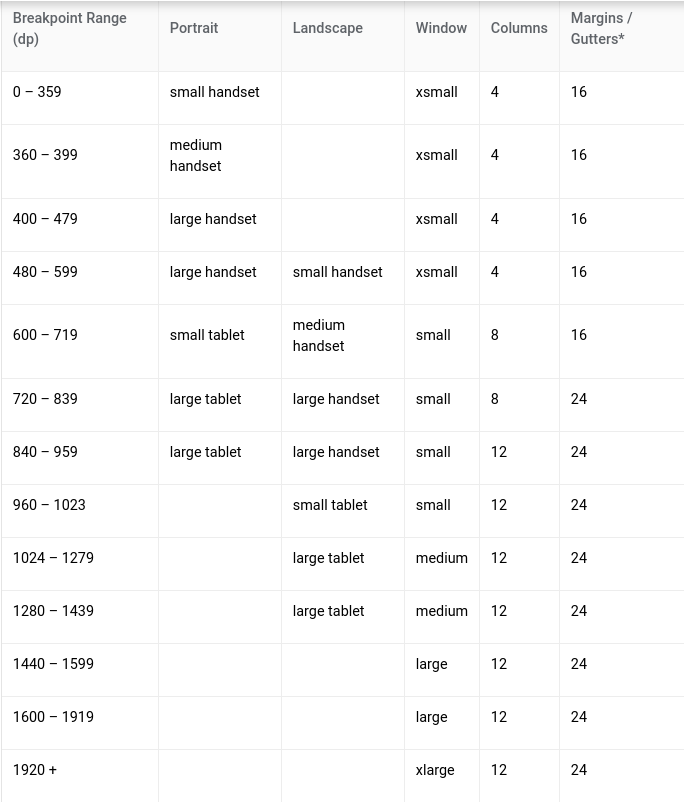 Breakpoint Range (dp) Portrait Landscape Window Columns Margins / Gutters*
0 – 359 small handset xsmall 4 16
360 – 399 medium handset xsmall 4 16
400 – 479 large handset xsmall 4 16
480 – 599 large handset small handset xsmall 4 16
600 – 719 small tablet medium handset small 8 16
720 – 839 large tablet large handset small 8 24
840 – 959 large tablet large handset small 12 24
960 – 1023 small tablet small 12 24
1024 – 1279 large tablet medium 12 24
1280 – 1439 large tablet medium 12 24
1440 – 1599 large 12 24
1600 – 1919 large 12 24
1920 + xlarge 12 24